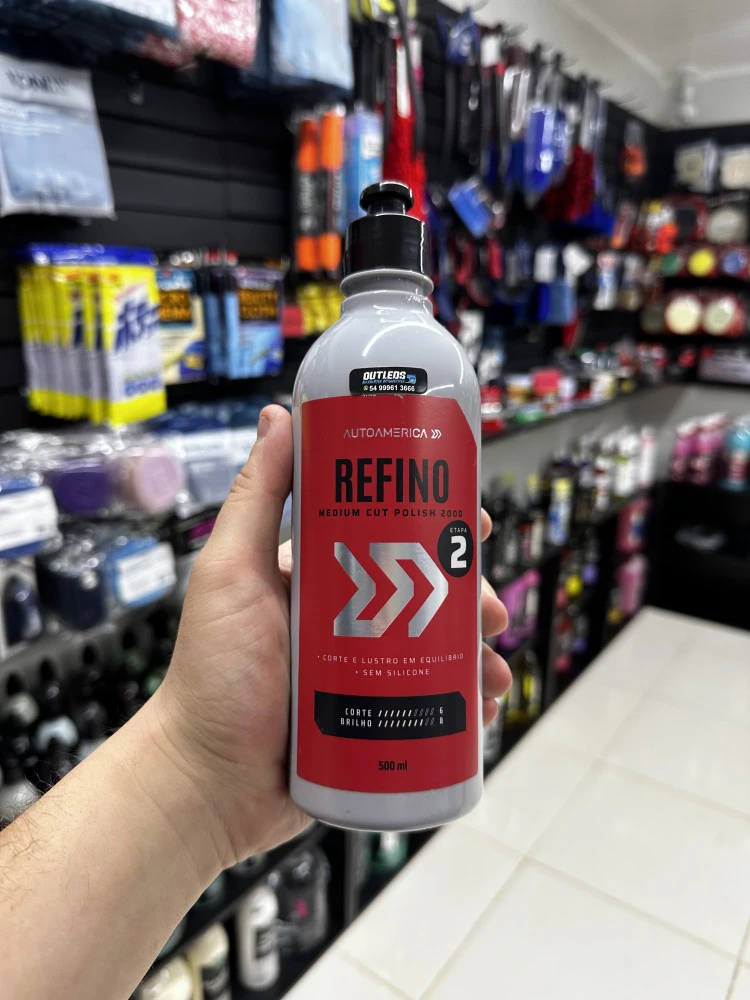 OUTLEDS
54 99961 3666
AUTOAMERICA
REFINO
MEDIUM CUT POLISH 2000
ETAPA
2
• CORTE E LUSTRO EM EQUILÍBRIO
• SEM SILICONE
CORTE ////////// 6
BRILHO ////////// 8
500 ml